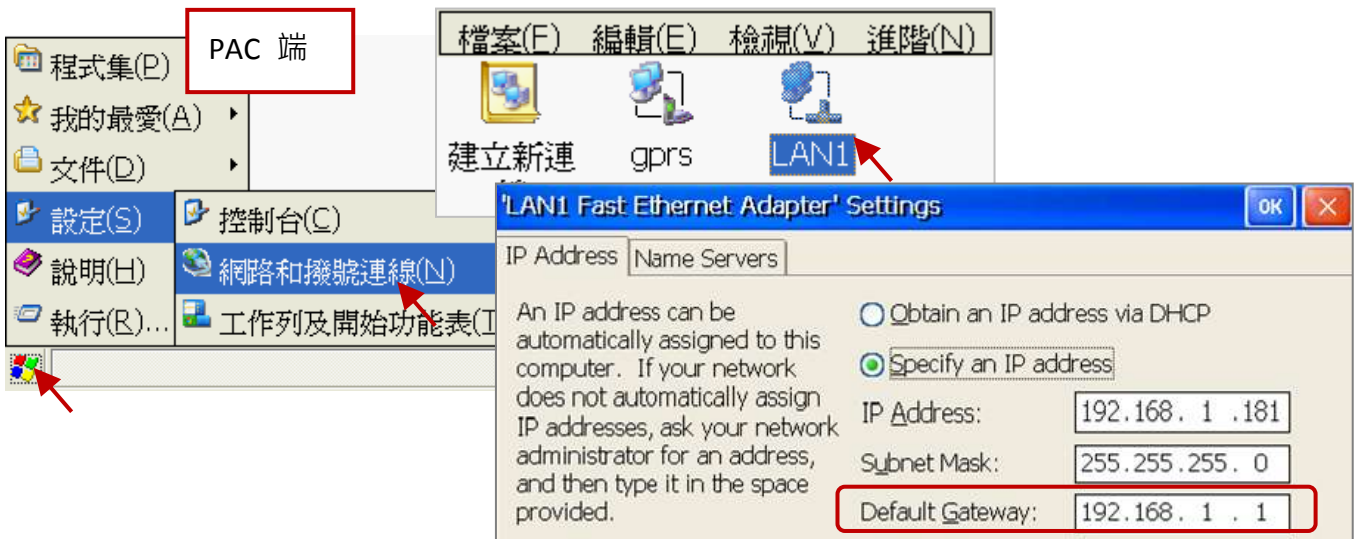 PAC 端
程式集(P)
我的最愛(A)
文件(D)
設定(S)
說明(H)
執行(R)...
控制台(C)
網路和撥號連線(N)
工作列及開始功能表(T
檔案(F) 編輯(E) 檢視(V) 進階(N)
建立新連
gprs
LAN1
'LAN1 Fast Ethernet Adapter' Settings
OK
IP Address
Name Servers
An IP address can be
automatically assigned to this
computer. If your network
does not automatically assign
IP addresses, ask your network
administrator for an address,
and then type it in the space
provided.
Obtain an IP address via DHCP
Specify an IP address
IP Address: 192.168. 1 .181
Subnet Mask: 255.255.255. 0
Default Gateway: 192.168. 1 . 1